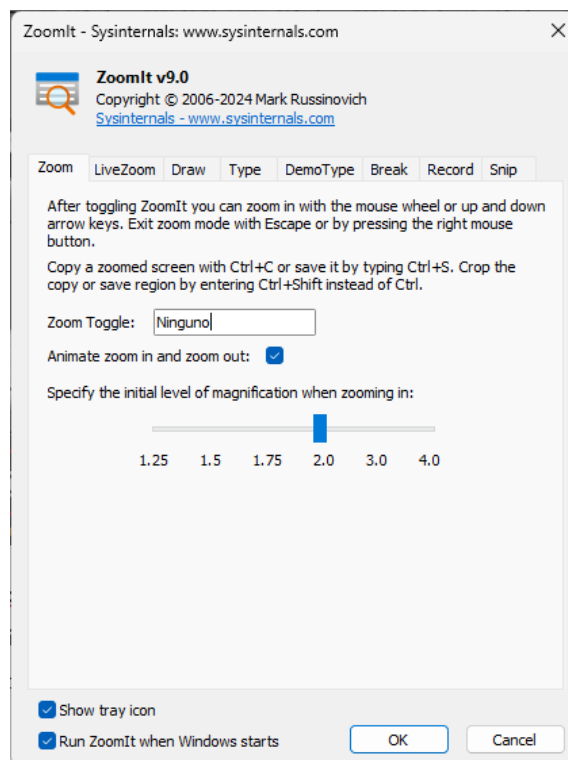 ZoomIt - Sysinternals: www.sysinternals.com
ZoomIt v9.0
Copyright © 2006-2024 Mark Russinovich
Sysinternals - www.sysinternals.com
Zoom LiveZoom Draw Type DemoType Break Record Snip
After toggling ZoomIt you can zoom in with the mouse wheel or up and down
arrow keys. Exit zoom mode with Escape or by pressing the right mouse
button.
Copy a zoomed screen with Ctrl+C or save it by typing Ctrl+S. Crop the
copy or save region by entering Ctrl+Shift instead of Ctrl.
Zoom Toggle: Ninguno
Animate zoom in and zoom out:
Specify the initial level of magnification when zooming in:
1.25 1.5 1.75 2.0 3.0 4.0
Show tray icon
Run ZoomIt when Windows starts OK Cancel